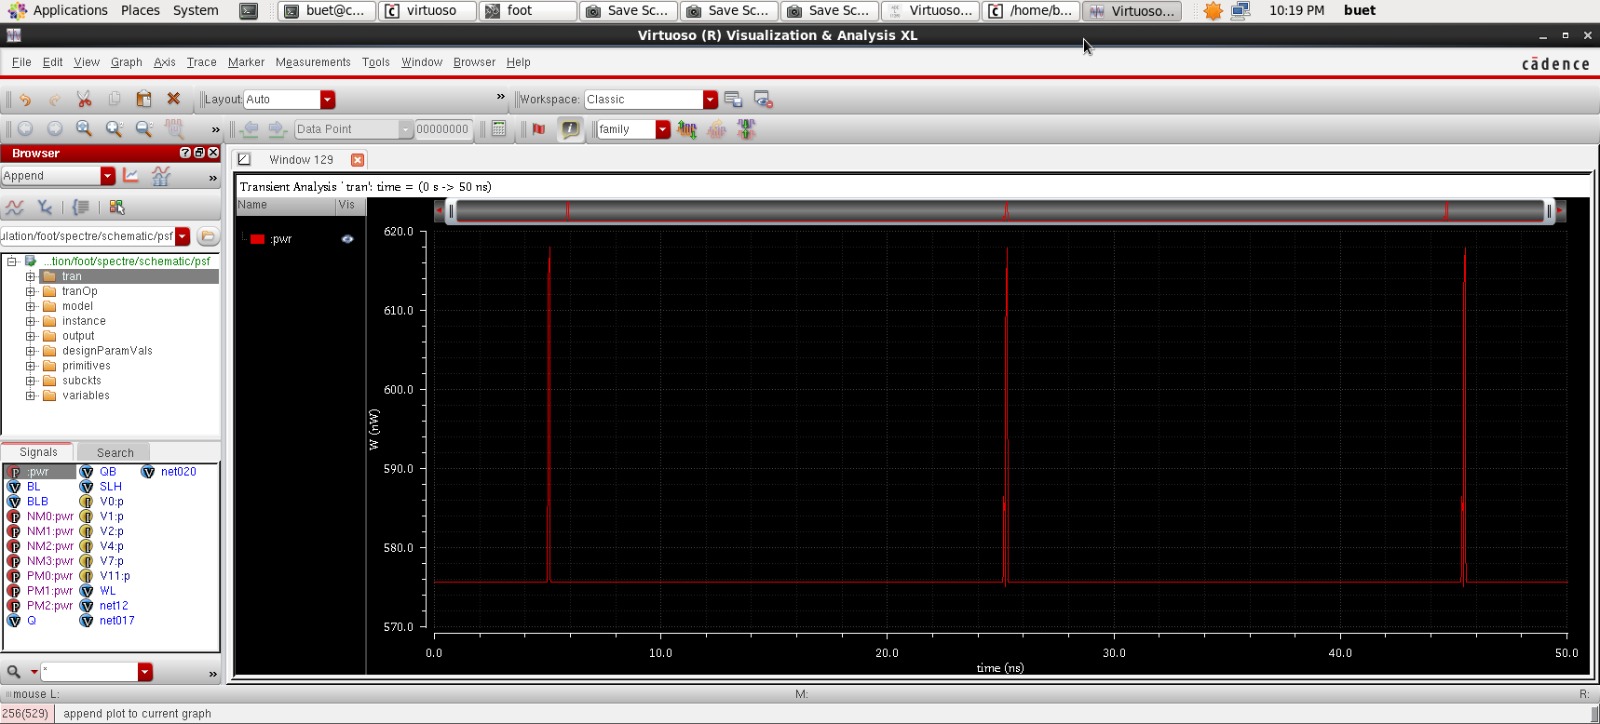 Applications Places System buet@c... virtuoso foot Save Sc... Save Sc... Save Sc... Virtuoso... /home/b... Virtuoso... 10:19 PM buet
Virtuoso (R) Visualization & Analysis XL
File Edit View Graph Axis Trace Marker Measurements Tools Window Browser Help
cādence
Layout: Auto » Workspace: Classic
» Data Point 00000000 family
Browser
Window 129
Append »
Transient Analysis `tran': time = (0 s -> 50 ns)
Name Vis
ulation/foot/spectre/schematic/psf
:pwr
...tion/foot/spectre/schematic/psf
tran
tranOp
model
instance
output
designParamVals
primitives
subckts
variables
620.0
610.0
600.0
590.0
580.0
570.0
W (nW)
0.0 10.0 20.0 30.0 40.0 50.0
time (ns)
Signals Search
:pwr QB net020
BL SLH
BLB V0:p
NM0:pwr V1:p
NM1:pwr V2:p
NM2:pwr V4:p
NM3:pwr V7:p
PM0:pwr V11:p
PM1:pwr WL
PM2:pwr net12
Q net017
* »
mouse L: M: R:
256(529) append plot to current graph